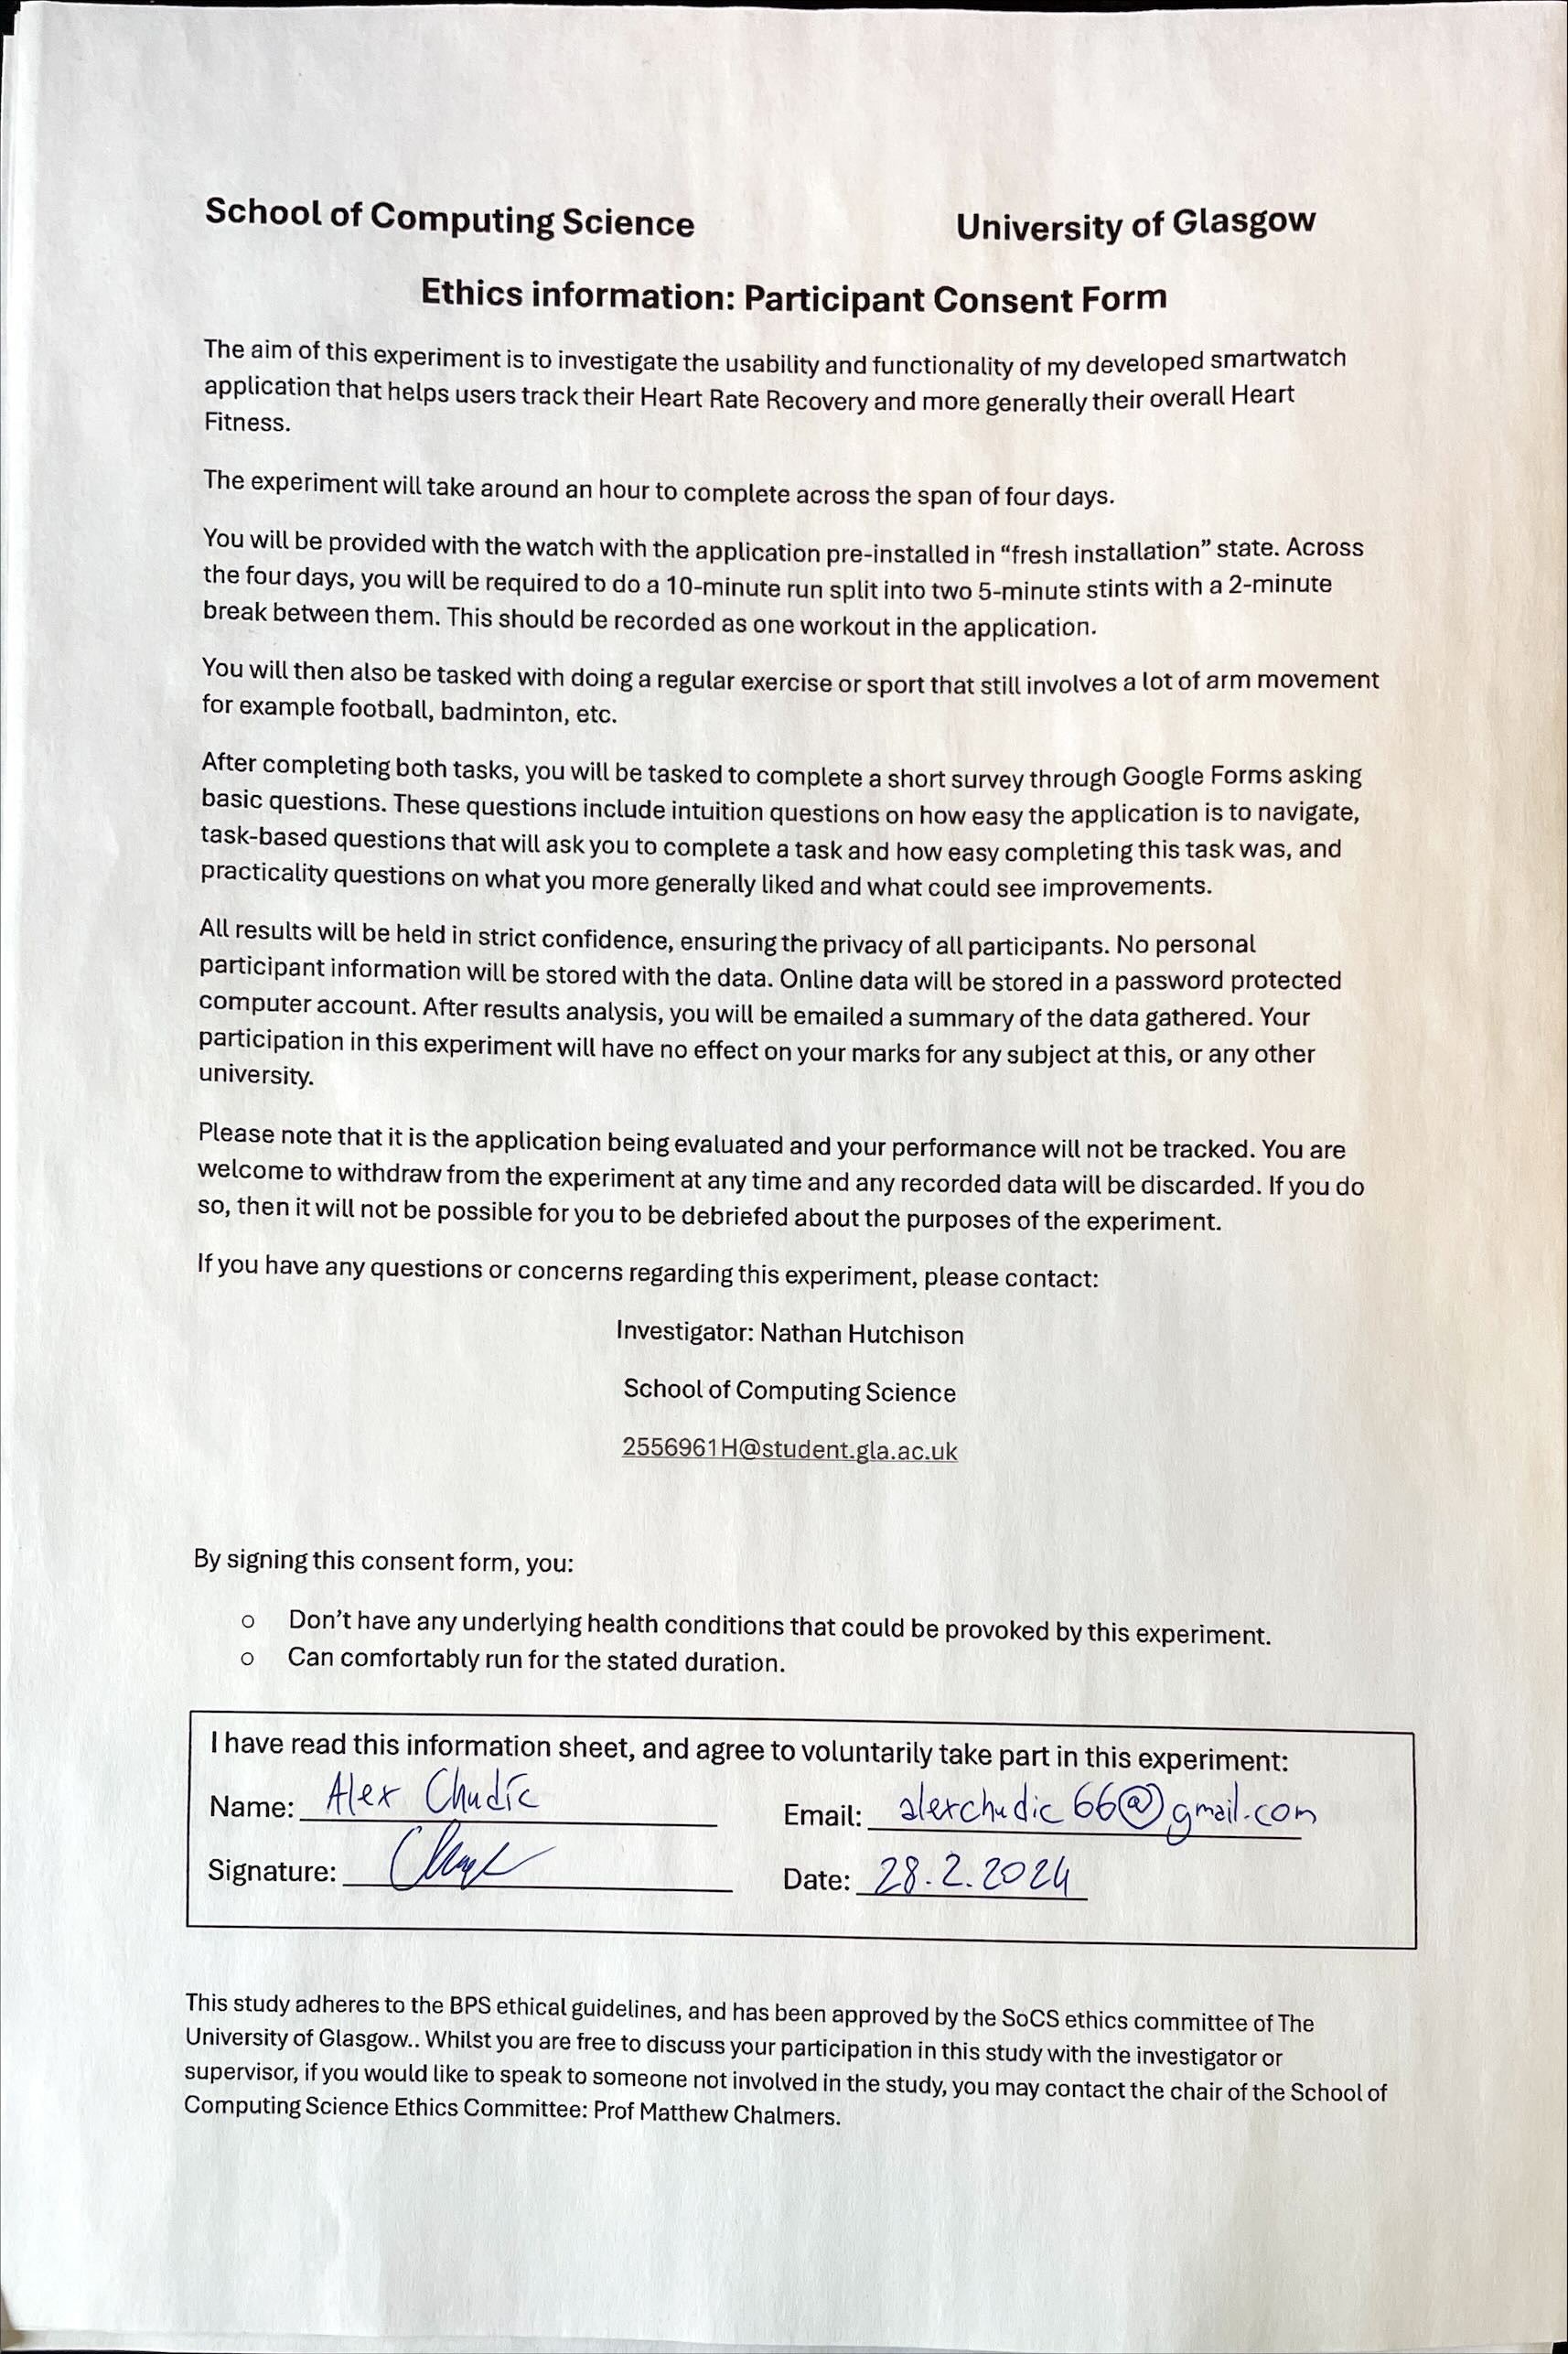 School of Computing Science University of Glasgow
Ethics information: Participant Consent Form
The aim of this experiment is to investigate the usability and functionality of my developed smartwatch
application that helps users track their Heart Rate Recovery and more generally their overall Heart
Fitness.
The experiment will take around an hour to complete across the span of four days.
You will be provided with the watch with the application pre-installed in “fresh installation” state. Across
the four days, you will be required to do a 10-minute run split into two 5-minute stints with a 2-minute
break between them. This should be recorded as one workout in the application.
You will then also be tasked with doing a regular exercise or sport that still involves a lot of arm movement
for example football, badminton, etc.
After completing both tasks, you will be tasked to complete a short survey through Google Forms asking
basic questions. These questions include intuition questions on how easy the application is to navigate,
task-based questions that will ask you to complete a task and how easy completing this task was, and
practicality questions on what you more generally liked and what could see improvements.
All results will be held in strict confidence, ensuring the privacy of all participants. No personal
participant information will be stored with the data. Online data will be stored in a password protected
computer account. After results analysis, you will be emailed a summary of the data gathered. Your
participation in this experiment will have no effect on your marks for any subject at this, or any other
university.
Please note that it is the application being evaluated and your performance will not be tracked. You are
welcome to withdraw from the experiment at any time and any recorded data will be discarded. If you do
so, then it will not be possible for you to be debriefed about the purposes of the experiment.
If you have any questions or concerns regarding this experiment, please contact:
Investigator: Nathan Hutchison
School of Computing Science
2556961H@student.gla.ac.uk
By signing this consent form, you:
o Don’t have any underlying health conditions that could be provoked by this experiment.
o Can comfortably run for the stated duration.
I have read this information sheet, and agree to voluntarily take part in this experiment:
Name: Alex Chudíc Email: alexchudic66@gmail.com
Signature: Date: 28.2.2024
This study adheres to the BPS ethical guidelines, and has been approved by the SoCS ethics committee of The
University of Glasgow.. Whilst you are free to discuss your participation in this study with the investigator or
supervisor, if you would like to speak to someone not involved in the study, you may contact the chair of the School of
Computing Science Ethics Committee: Prof Matthew Chalmers.